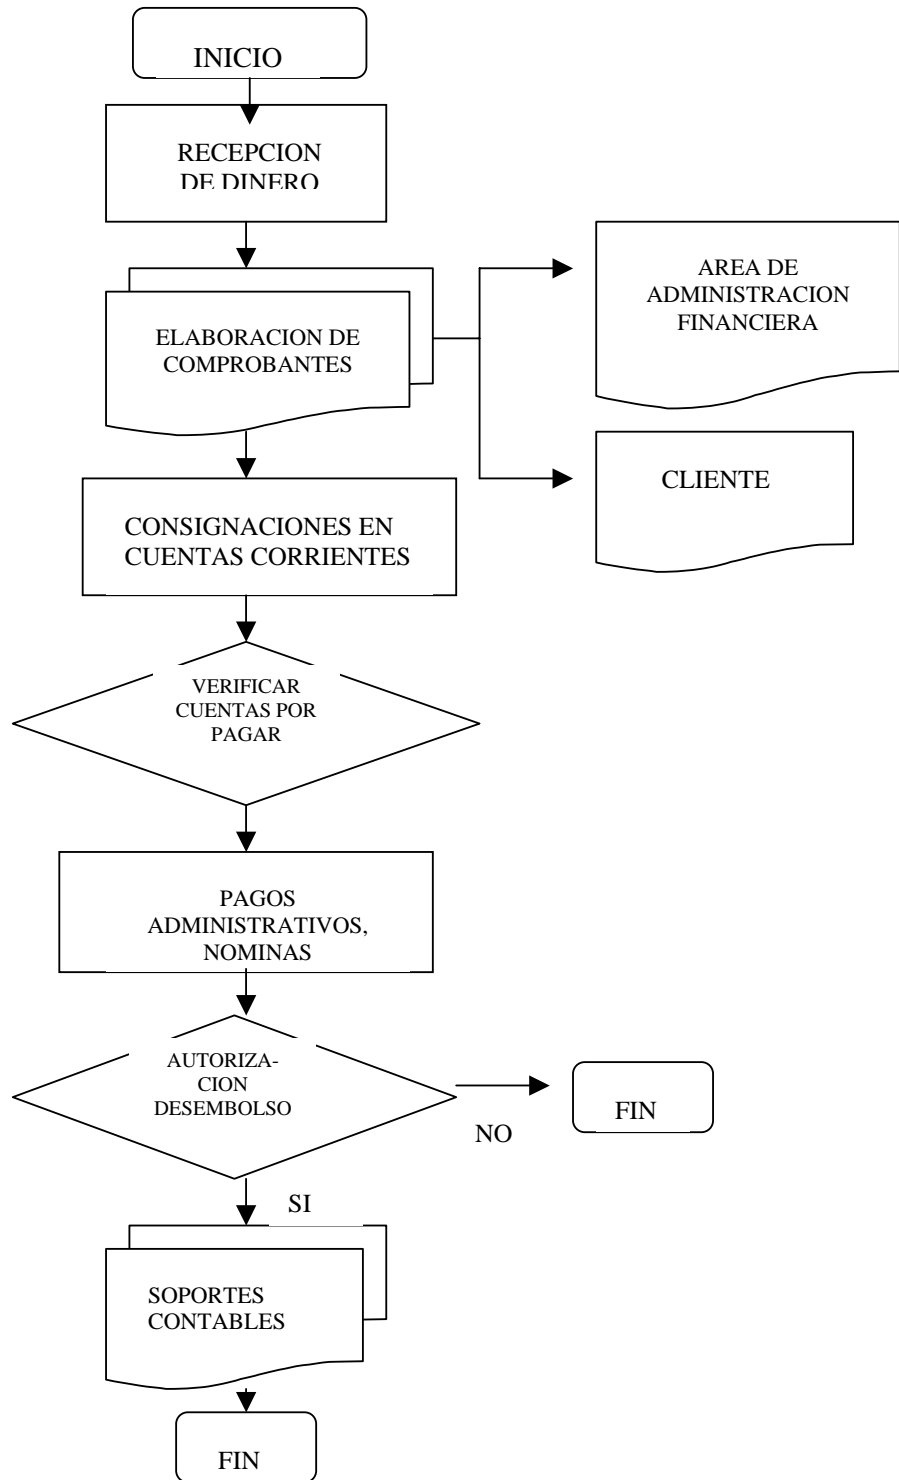 INICIO
RECEPCION
DE DINERO
AREA DE
ADMINISTRACION
FINANCIERA
ELABORACION DE
COMPROBANTES
CLIENTE
CONSIGNACIONES EN
CUENTAS CORRIENTES
VERIFICAR
CUENTAS POR
PAGAR
PAGOS
ADMINISTRATIVOS,
NOMINAS
AUTORIZA-
CION
DESEMBOLSO
FIN
NO
SI
SOPORTES
CONTABLES
FIN